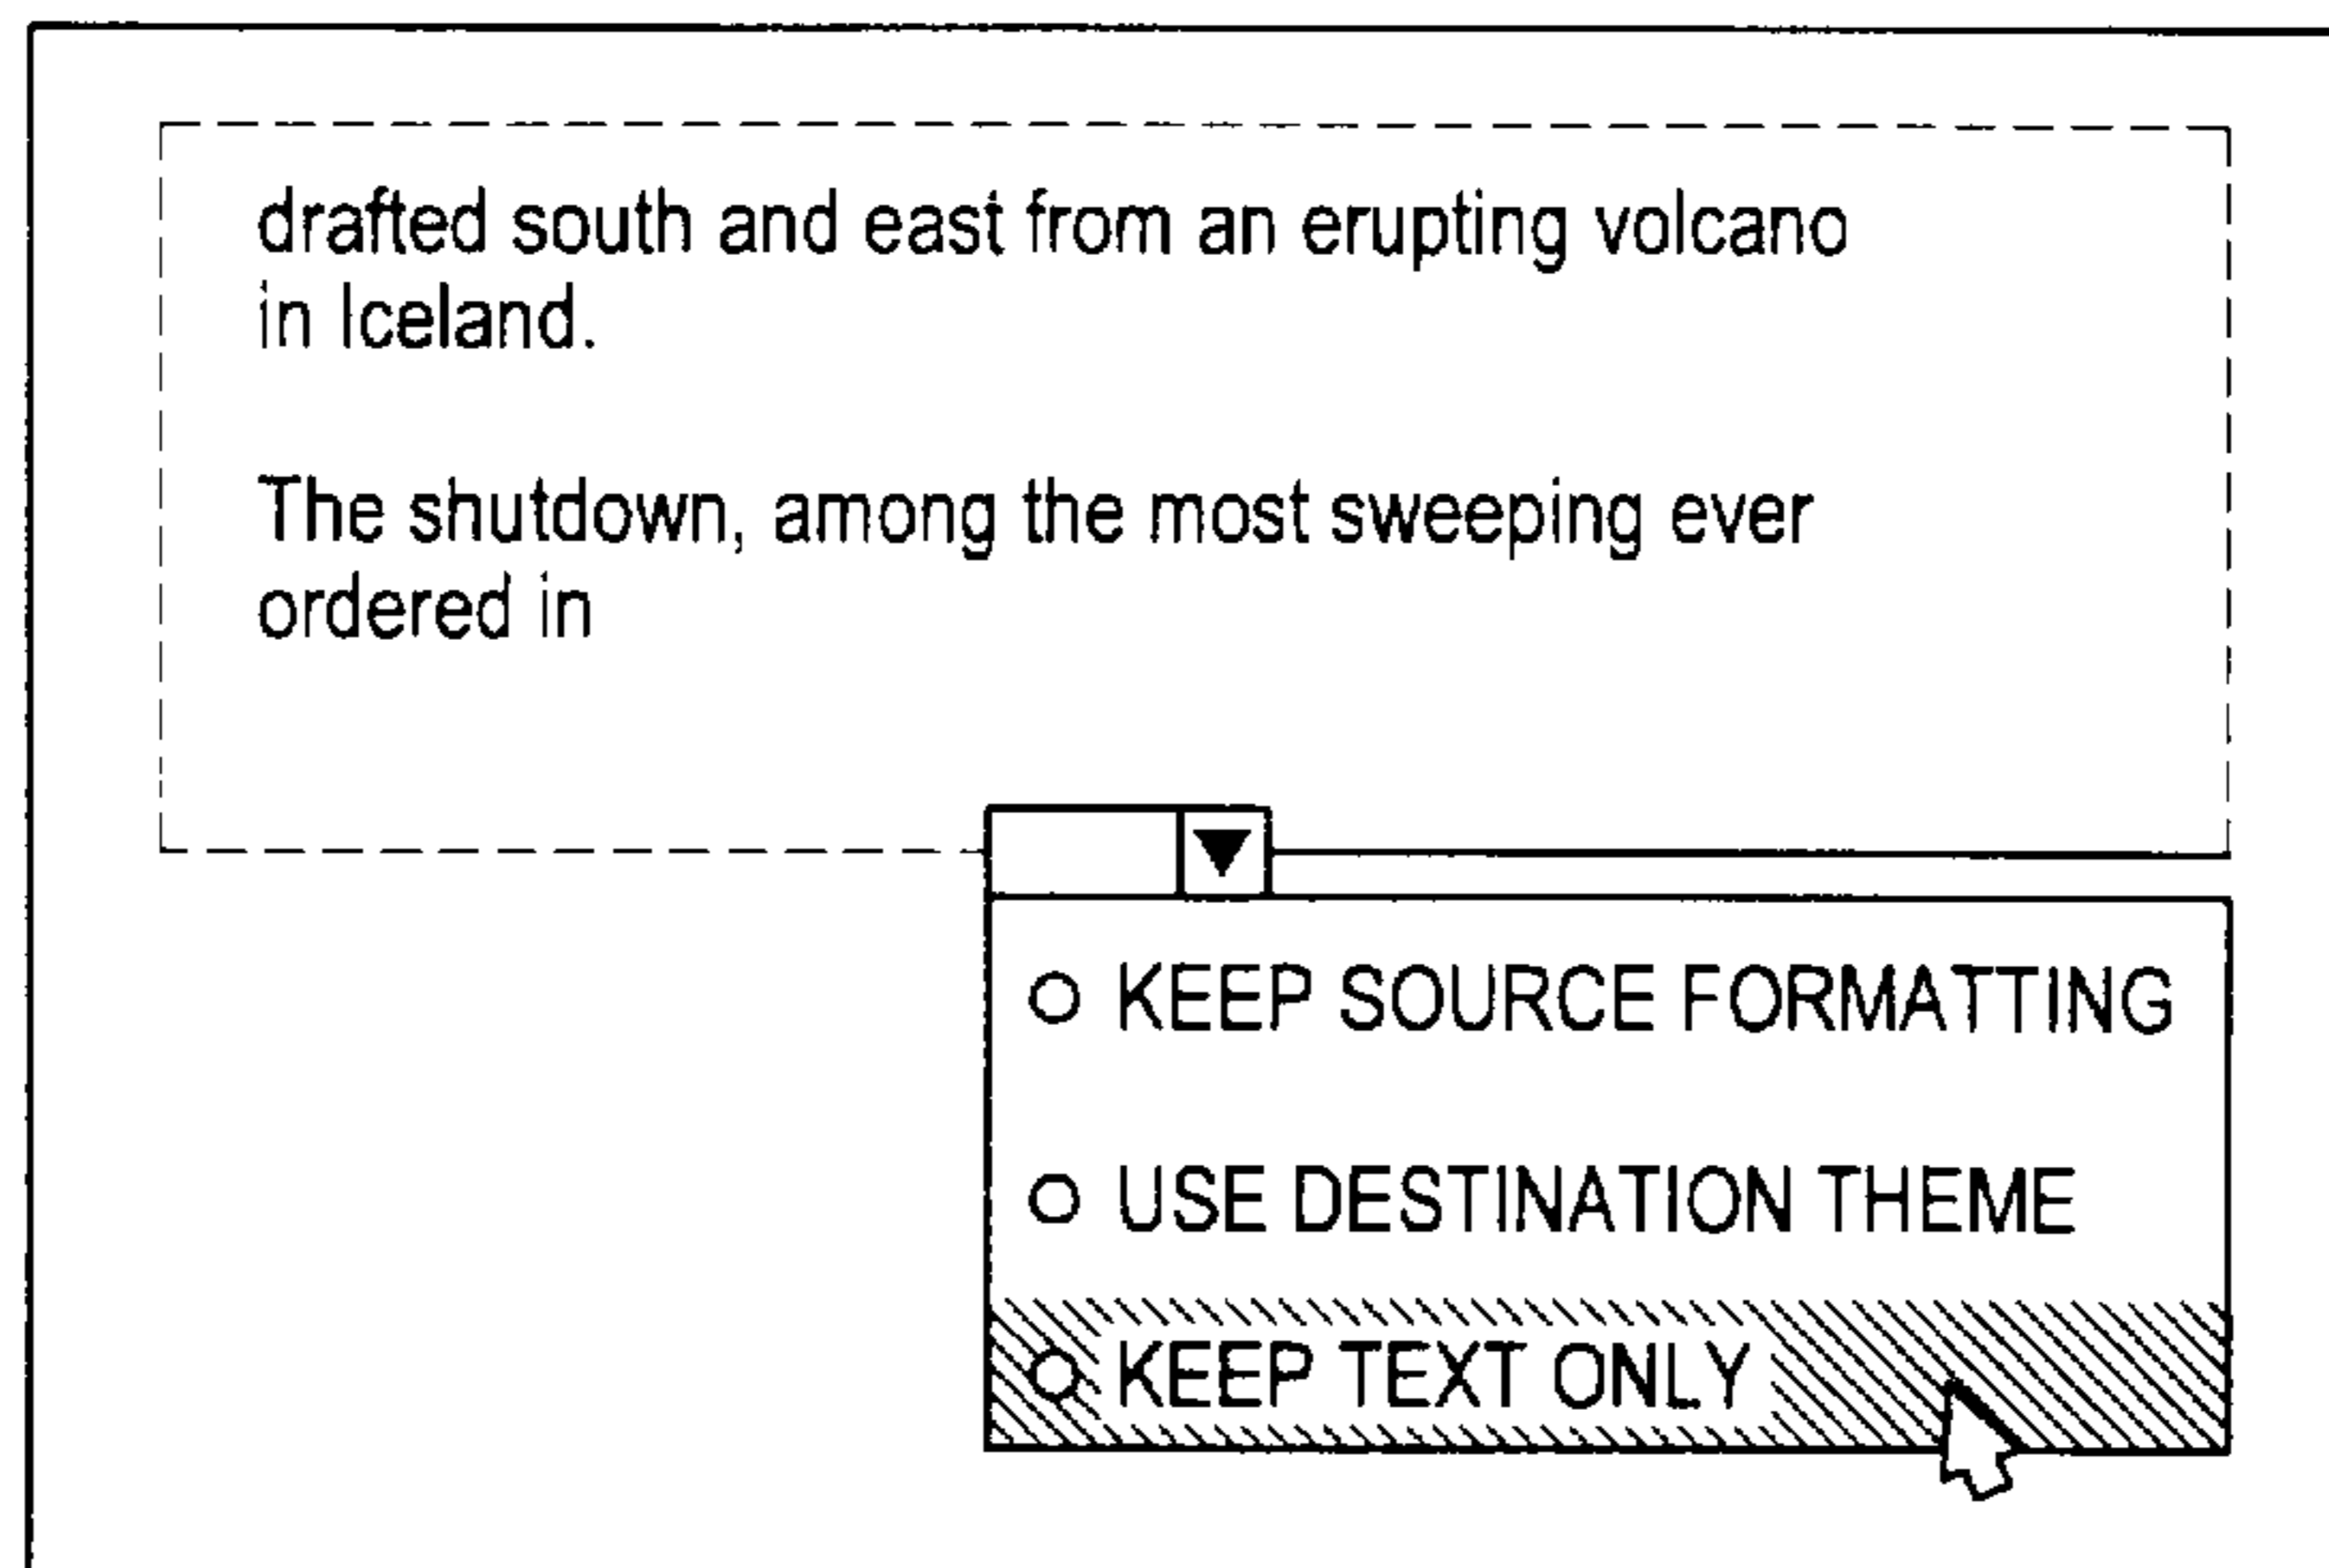 drafted south and east from an erupting volcano
in Iceland.
The shutdown, among the most sweeping ever
ordered in
KEEP SOURCE FORMATTING
USE DESTINATION THEME
KEEP TEXT ONLY